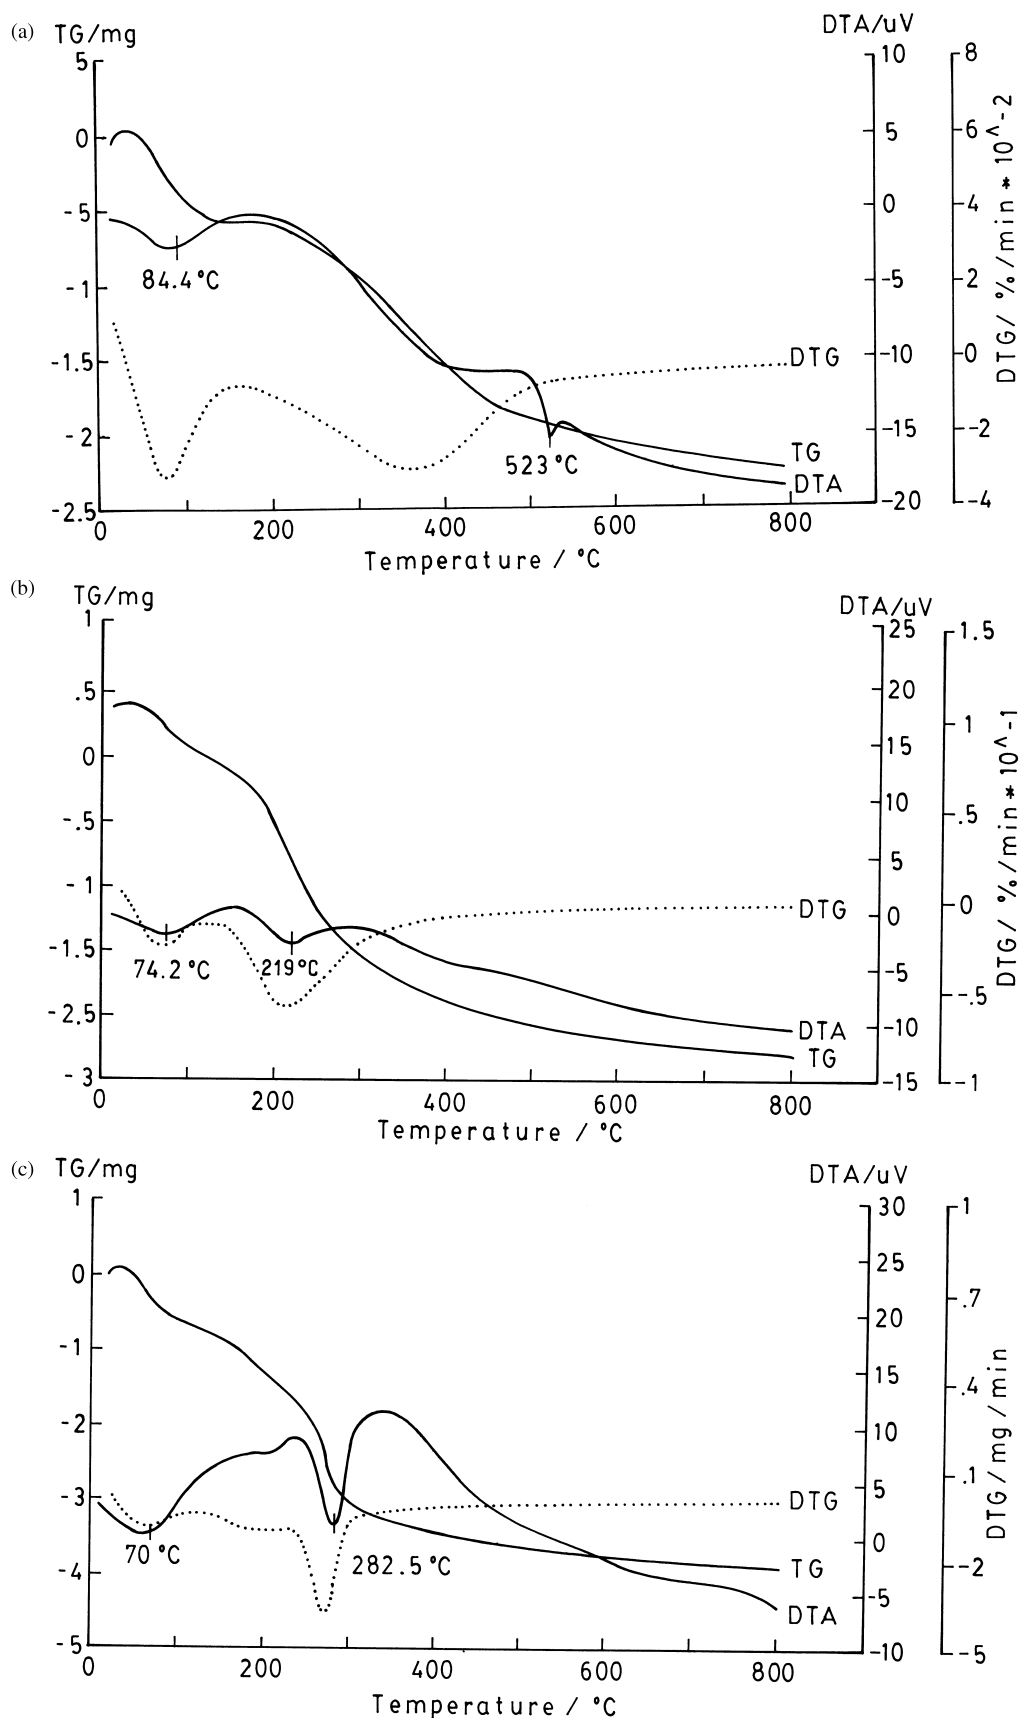 (a)
TG/mg
DTA/uV
5
0
-5
-1
-1.5
-2
-2.5
10
5
0
-5
-10
-15
-20
8
6
4
2
0
-2
-4
DTG/ %/min*10^-2
84.4°C
523°C
DTG
TG
DTA
0 200 400 600 800
Temperature / °C
(b)
TG/mg
DTA/uV
1
.5
0
-.5
-1
-1.5
-2.5
-3
25
20
15
10
5
0
-5
-10
-15
1.5
1
.5
0
-.5
-1
DTG/ %/min*10^-1
74.2°C
219°C
DTG
DTA
TG
0 200 400 600 800
Temperature / °C
(c)
TG/mg
DTA/uV
1
0
-1
-2
-3
-4
-5
30
25
20
15
10
5
0
-5
-10
1
.7
.4
.1
-2
-5
DTG/mg/min
70°C
282.5°C
DTG
TG
DTA
0 200 400 600 800
Temperature / °C